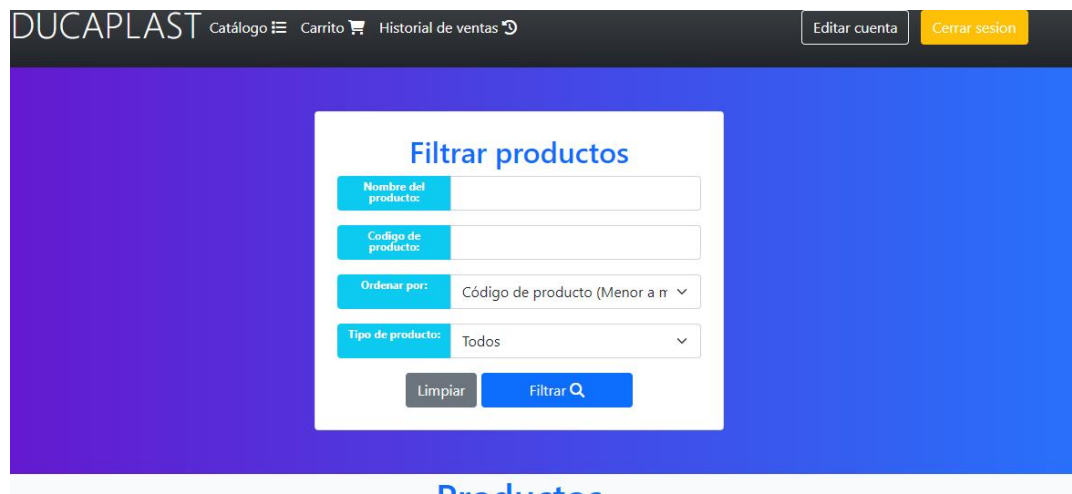 DUCAPLAST Catálogo Carrito Historial de ventas Editar cuenta Cerrar sesion
Filtrar productos
Nombre del
producto:
Codigo de
producto:
Ordenar por: Código de producto (Menor a m
Tipo de producto: Todos
Limpiar Filtrar
Productos